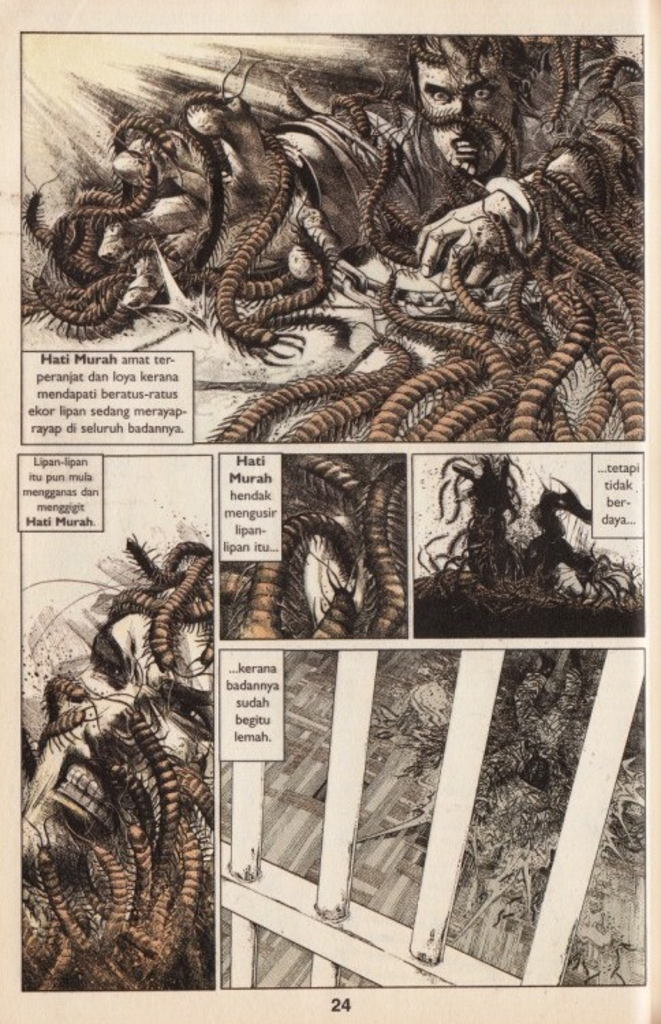 Hati Murah amat ter-
peranjat dan loya kerana
mendapati beratus-ratus
ekor lipan sedang merayap-
rayap di seluruh badannya.
Lipan-lipan
itu pun mula
mengganas dan
menggigit
Hati Murah.
Hati
Murah
hendak
mengusir
lipan-
lipan itu...
...tetapi
tidak
ber-
daya...
...kerana
badannya
sudah
begitu
lemah.
24